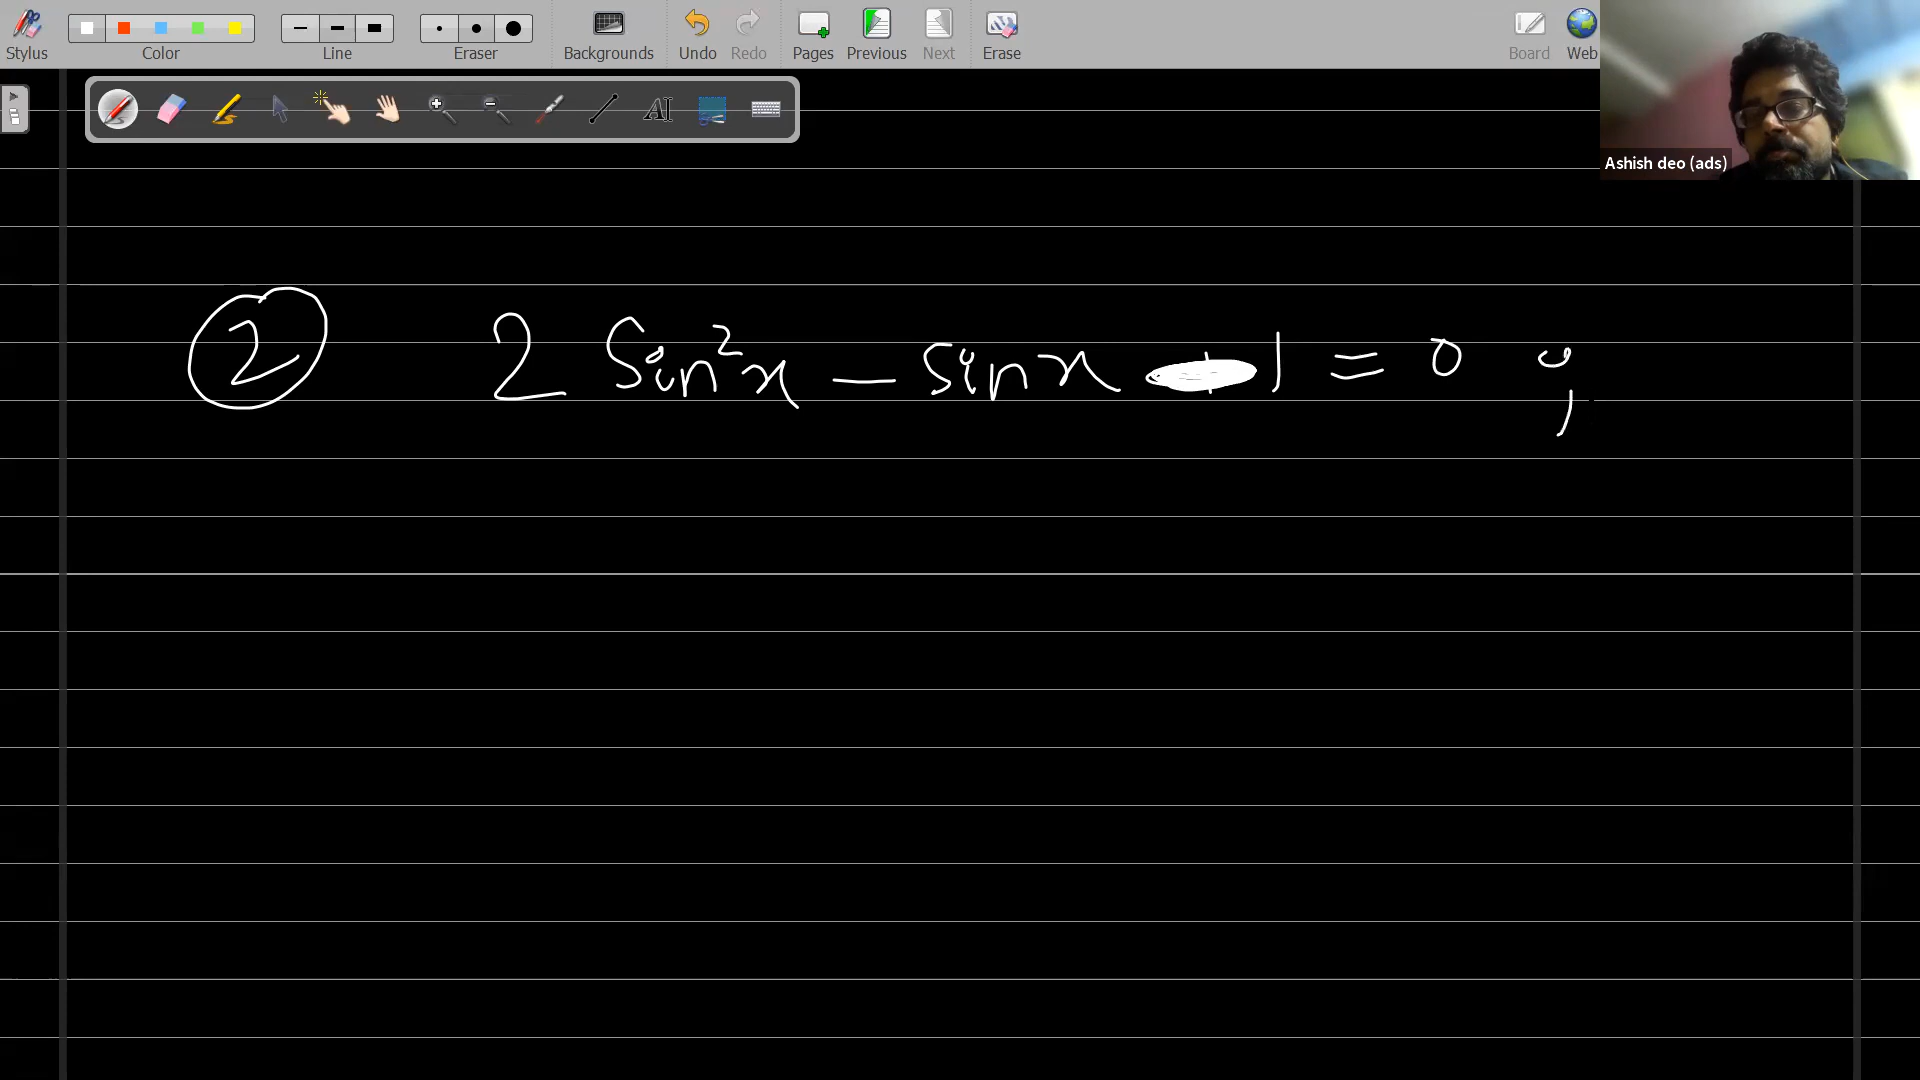 Stylus Color Line Eraser Backgrounds Undo Redo Pages Previous Next Erase Board Web
Ashish deo (ads)
② 2 Sin²x — sinx 1 = 0 ;